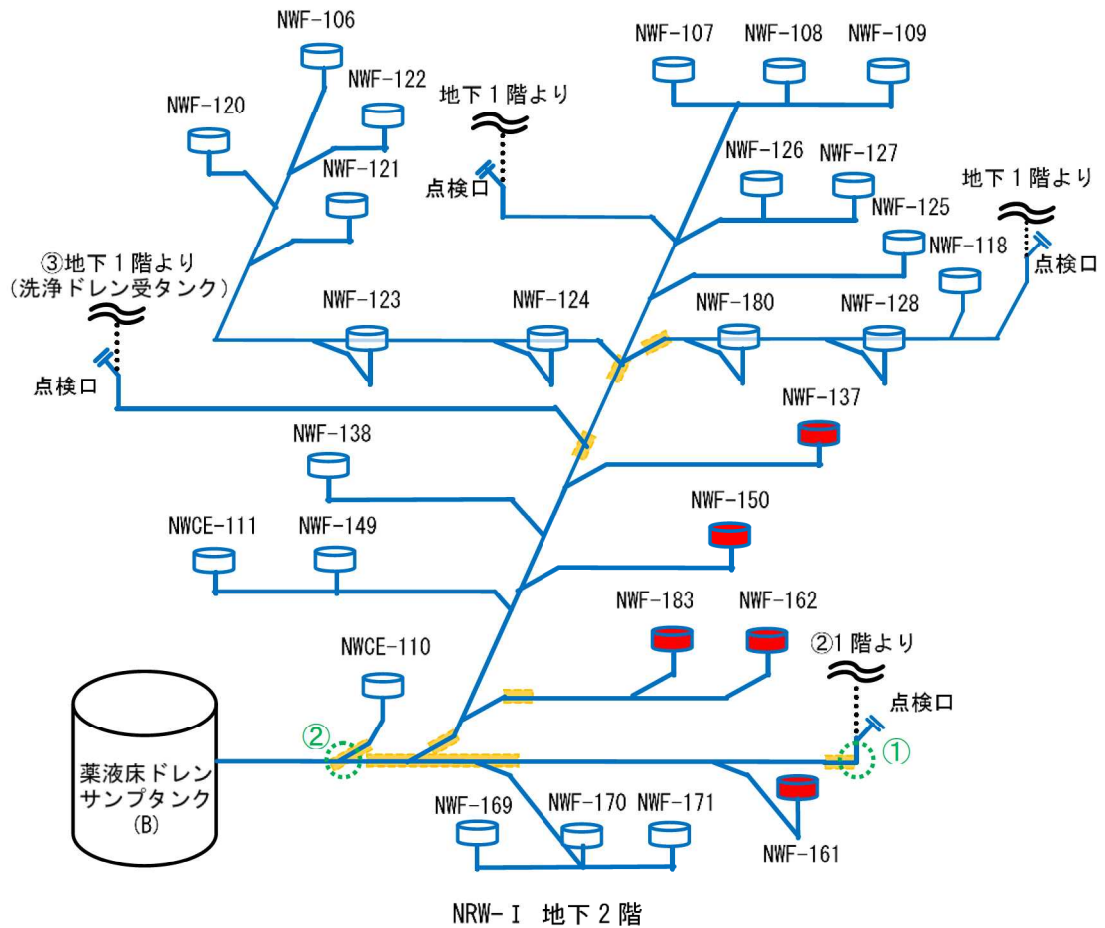 NWF-106
NWF-107
NWF-108
NWF-109
NWF-122
地下1階より
NWF-120
NWF-121
点検口
NWF-126
NWF-127
地下1階より
NWF-125
NWF-118
点検口
③地下1階より
(洗浄ドレン受タンク)
NWF-123
NWF-124
NWF-180
NWF-128
点検口
NWF-137
NWF-138
NWF-150
NWCE-111
NWF-149
NWF-183
NWF-162
NWCE-110
②1階より
点検口
②
①
薬液床ドレン
サンプタンク
(B)
NWF-169
NWF-170
NWF-171
NWF-161
NRW-Ⅰ 地下2階